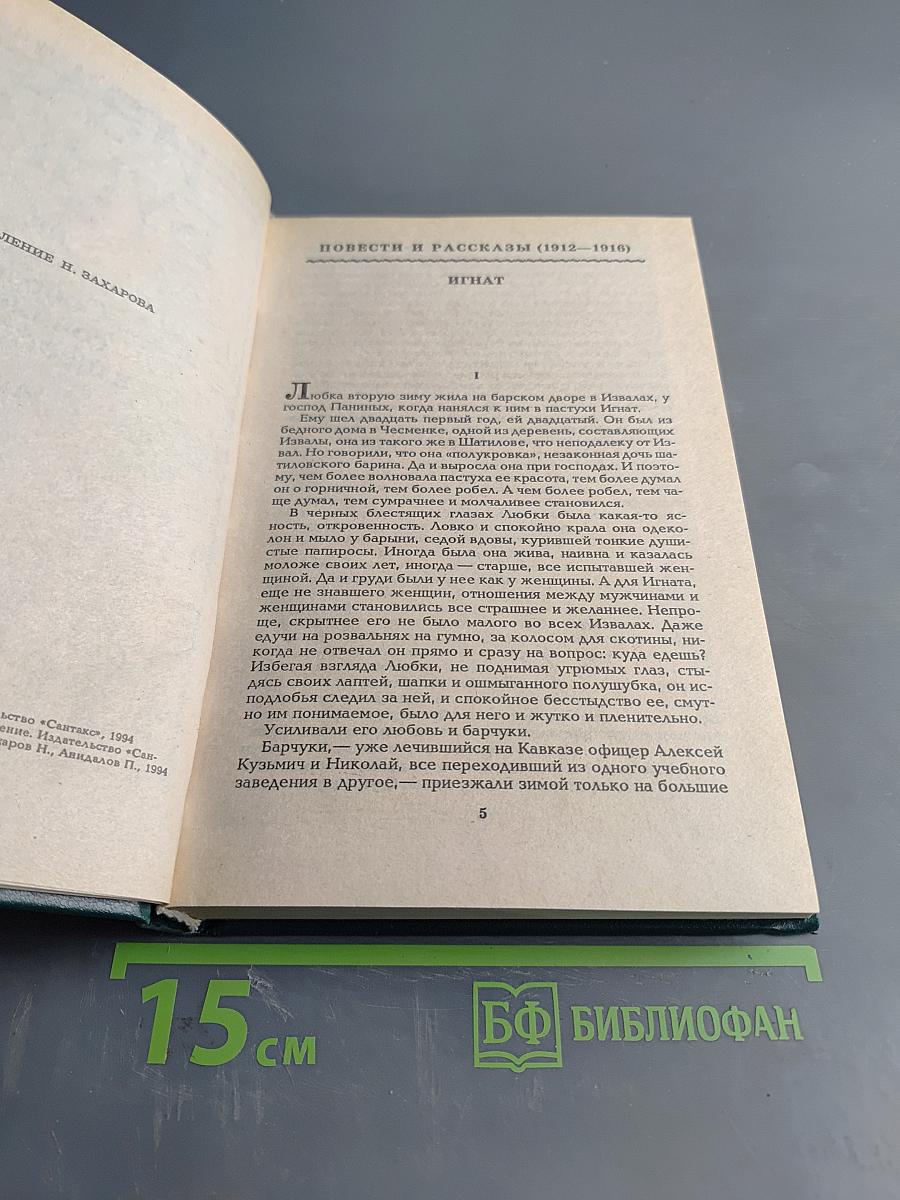 ЛЕНИЕ Н. ЗАХАРОВА
ьство «Сантакс», 1994
ение. Издательство «Сан-
аров Н., Анидалов П., 1994
ПОВЕСТИ И РАССКАЗЫ (1912—1916)
ИГНАТ
I
Любка вторую зиму жила на барском дворе в Извалах, у
господ Паниных, когда нанялся к ним в пастухи Игнат.
Ему шел двадцать первый год, ей двадцатый. Он был из
бедного дома в Чесменке, одной из деревень, составляющих
Извалы, она из такого же в Шатилове, что неподалеку от Из-
вал. Но говорили, что она «полукровка», незаконная дочь ша-
тиловского барина. Да и выросла она при господах. И поэто-
му, чем более волновала пастуха ее красота, тем более думал
он о горничной, тем более робел. А чем более робел, тем ча-
ще думал, тем сумрачнее и молчаливее становился.
В черных блестящих глазах Любки была какая-то яс-
ность, откровенность. Ловко и спокойно крала она одеко-
лон и мыло у барыни, седой вдовы, курившей тонкие души-
стые папиросы. Иногда была она жива, наивна и казалась
моложе своих лет, иногда — старше, все испытавшей жен-
щиной. Да и груди были у нее как у женщины. А для Игната,
еще не знавшего женщин, отношения между мужчинами и
женщинами становились все страшнее и желаннее. Непро-
ще, скрытнее его не было малого во всех Извалах. Даже
едучи на розвальнях на гумно, за колосом для скотины, ни-
когда не отвечал он прямо и сразу на вопрос: куда едешь?
Избегая взгляда Любки, не поднимая угрюмых глаз, сты-
дясь своих лаптей, шапки и ошмыганного полушубка, он ис-
подлобья следил за ней, и спокойное бесстыдство ее, смут-
но им понимаемое, было для него и жутко и пленительно.
Усиливали его любовь и барчуки.
Барчуки,— уже лечившийся на Кавказе офицер Алексей
Кузьмич и Николай, все переходивший из одного учебного
заведения в другое,— приезжали зимой только на большие
5
15 см
БФ БИБЛИОФАН